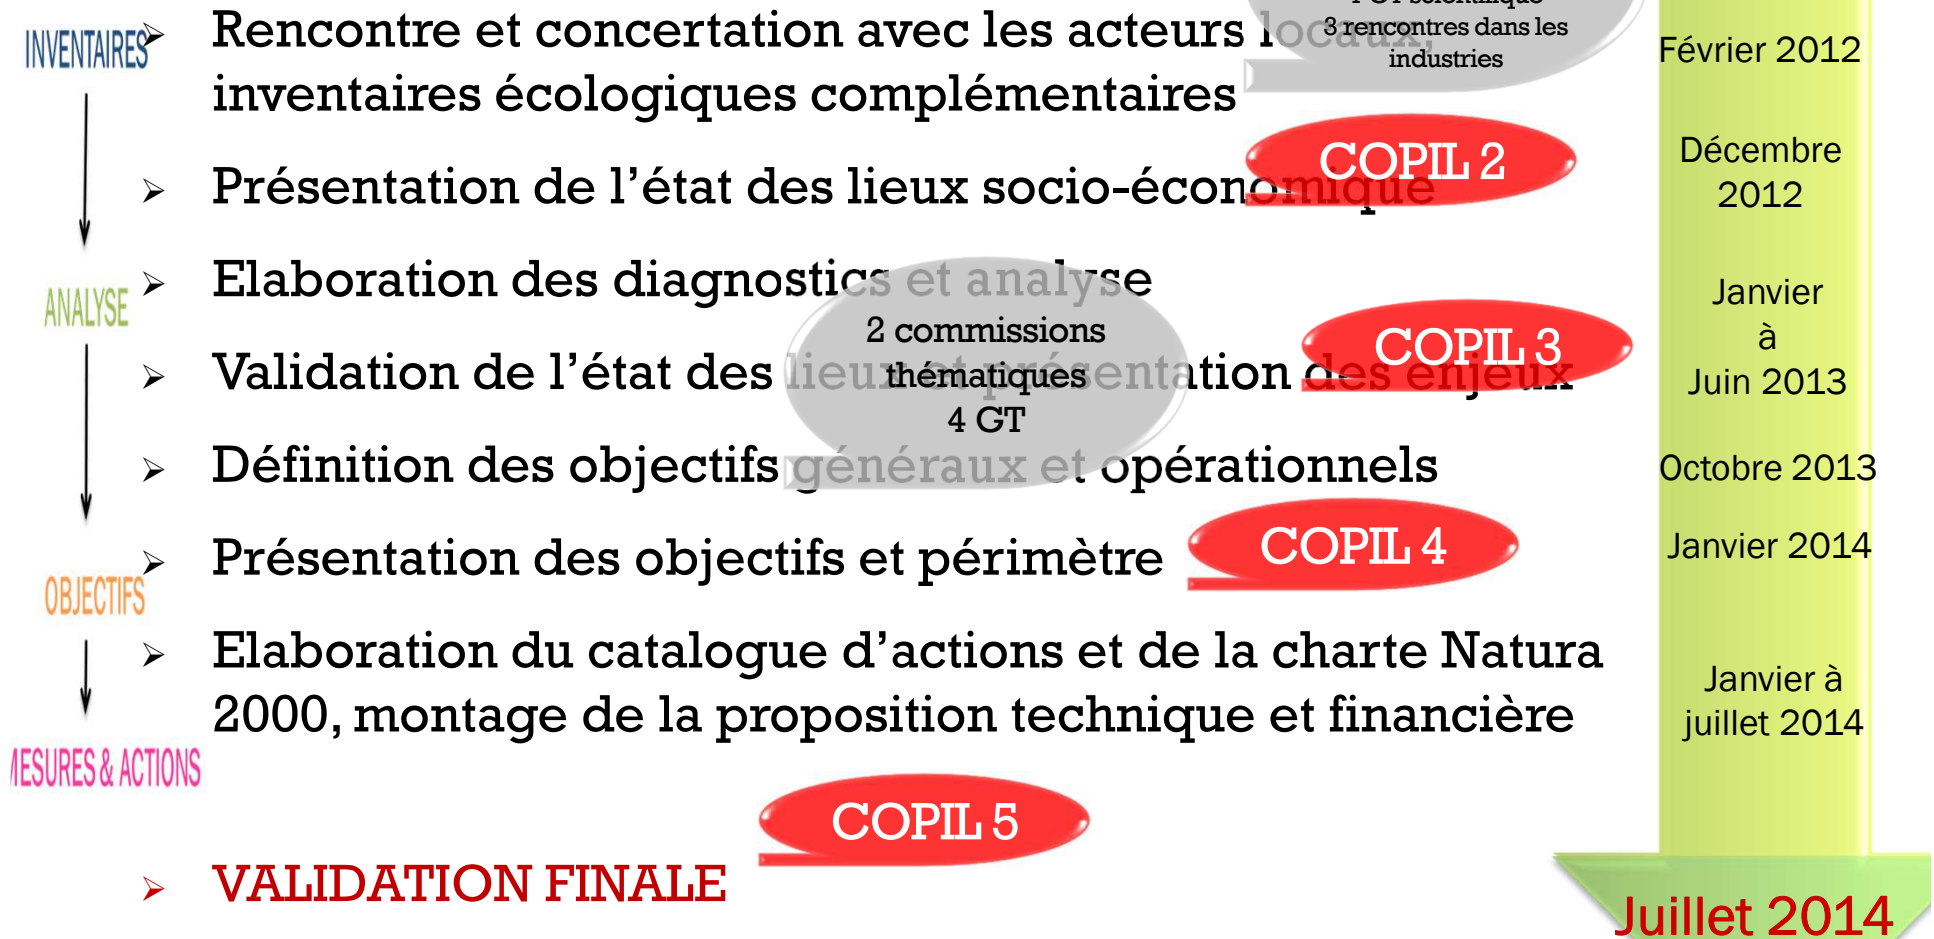 INVENTAIRES
Rencontre et concertation avec les acteurs locaux,
inventaires écologiques complémentaires
3 rencontres dans les
industries
Février 2012
Présentation de l’état des lieux socio-économique
COPIL 2
Décembre
2012
ANALYSE
Elaboration des diagnostics et analyse
2 commissions
thématiques
4 GT
Validation de l’état des lieux et présentation des enjeux
COPIL 3
Janvier
à
Juin 2013
Définition des objectifs généraux et opérationnels
Octobre 2013
OBJECTIFS
Présentation des objectifs et périmètre
COPIL 4
Janvier 2014
Elaboration du catalogue d’actions et de la charte Natura
2000, montage de la proposition technique et financière
Janvier à
juillet 2014
MESURES & ACTIONS
COPIL 5
VALIDATION FINALE
Juillet 2014